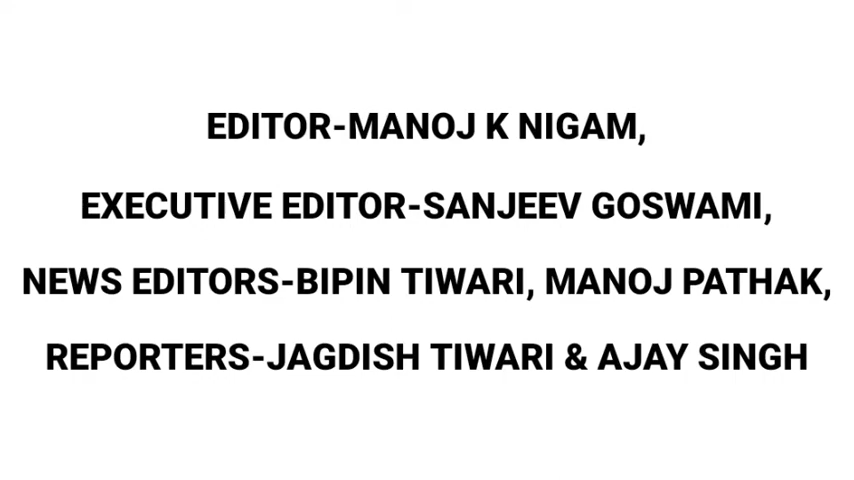 EDITOR-MANOJ K NIGAM,
EXECUTIVE EDITOR-SANJEEV GOSWAMI,
NEWS EDITORS-BIPIN TIWARI, MANOJ PATHAK,
REPORTERS-JAGDISH TIWARI & AJAY SINGH